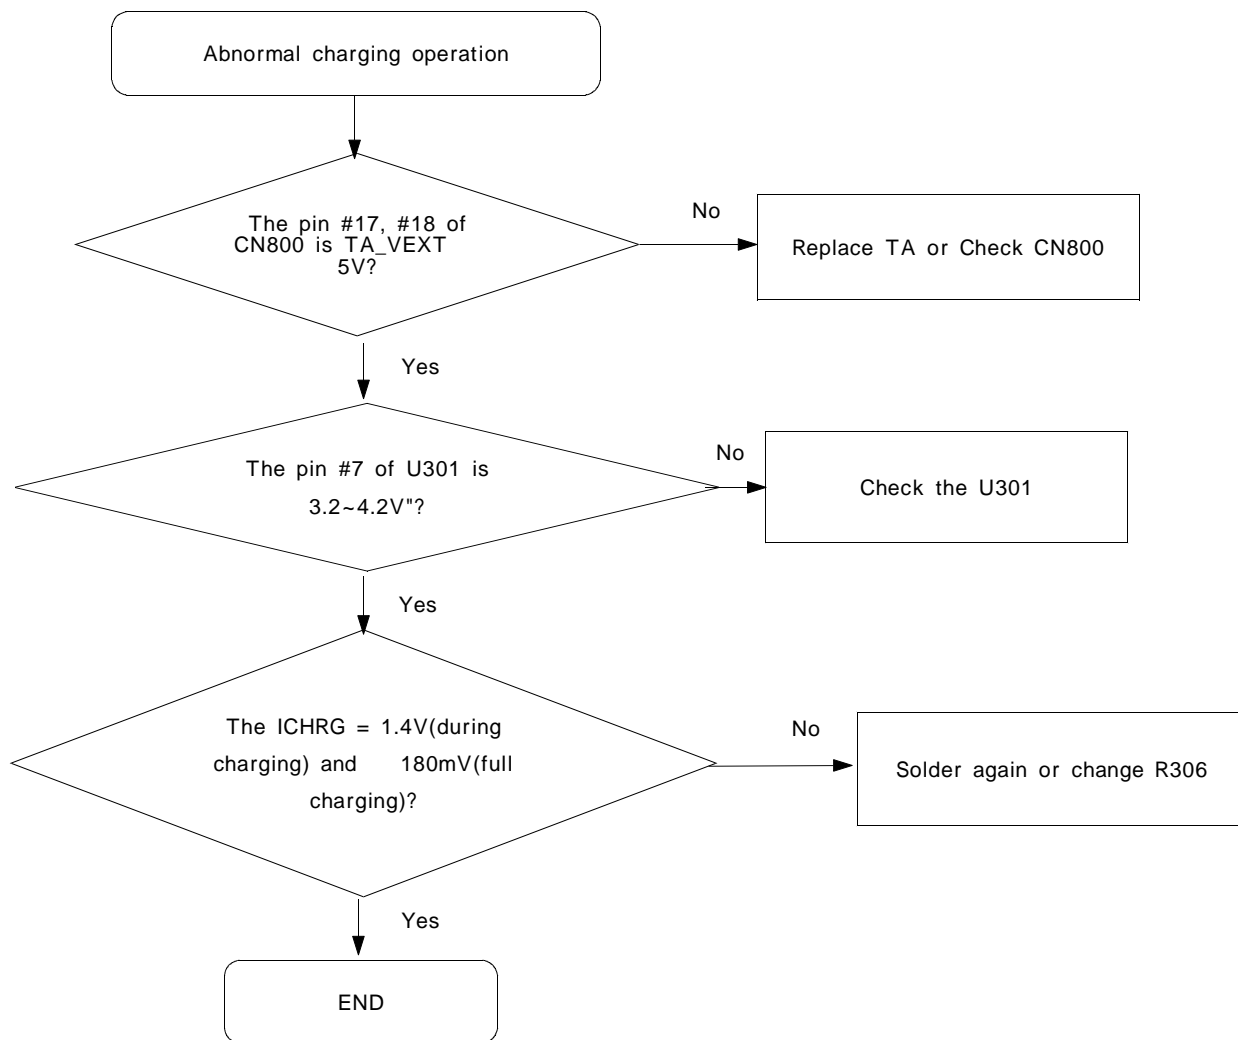 Abnormal charging operation
The pin #17, #18 of
CN800 is TA_VEXT
5V?
No
Replace TA or Check CN800
Yes
The pin #7 of U301 is
3.2~4.2V"?
No
Check the U301
Yes
The ICHRG = 1.4V(during
charging) and 180mV(full
charging)?
No
Solder again or change R306
Yes
END